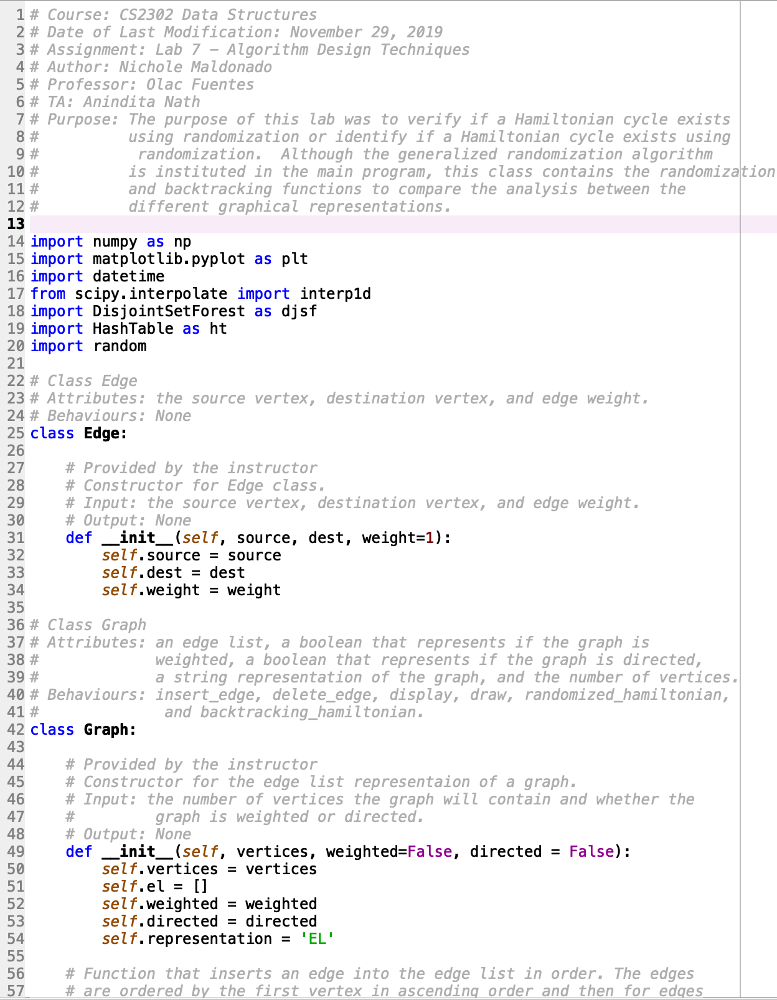 1 # Course: CS2302 Data Structures
2 # Date of Last Modification: November 29, 2019
3 # Assignment: Lab 7 – Algorithm Design Techniques
4 # Author: Nichole Maldonado
5 # Professor: Olac Fuentes
6 # TA: Anindita Nath
7 # Purpose: The purpose of this lab was to verify if a Hamiltonian cycle exists
8 #          using randomization or identify if a Hamiltonian cycle exists using
9 #           randomization.  Although the generalized randomization algorithm
10 #          is instituted in the main program, this class contains the randomization
11 #          and backtracking functions to compare the analysis between the
12 #          different graphical representations.
13
14 import numpy as np
15 import matplotlib.pyplot as plt
16 import datetime
17 from scipy.interpolate import interp1d
18 import DisjointSetForest as djsf
19 import HashTable as ht
20 import random
21
22 # Class Edge
23 # Attributes: the source vertex, destination vertex, and edge weight.
24 # Behaviours: None
25 class Edge:
26
27     # Provided by the instructor
28     # Constructor for Edge class.
29     # Input: the source vertex, destination vertex, and edge weight.
30     # Output: None
31     def __init__(self, source, dest, weight=1):
32         self.source = source
33         self.dest = dest
34         self.weight = weight
35
36 # Class Graph
37 # Attributes: an edge list, a boolean that represents if the graph is
38 #             weighted, a boolean that represents if the graph is directed,
39 #             a string representation of the graph, and the number of vertices.
40 # Behaviours: insert_edge, delete_edge, display, draw, randomized_hamiltonian,
41 #              and backtracking_hamiltonian.
42 class Graph:
43
44     # Provided by the instructor
45     # Constructor for the edge list representaion of a graph.
46     # Input: the number of vertices the graph will contain and whether the
47     #         graph is weighted or directed.
48     # Output: None
49     def __init__(self, vertices, weighted=False, directed = False):
50         self.vertices = vertices
51         self.el = []
52         self.weighted = weighted
53         self.directed = directed
54         self.representation = 'EL'
55
56     # Function that inserts an edge into the edge list in order. The edges
57     # are ordered by the first vertex in ascending order and then for edges